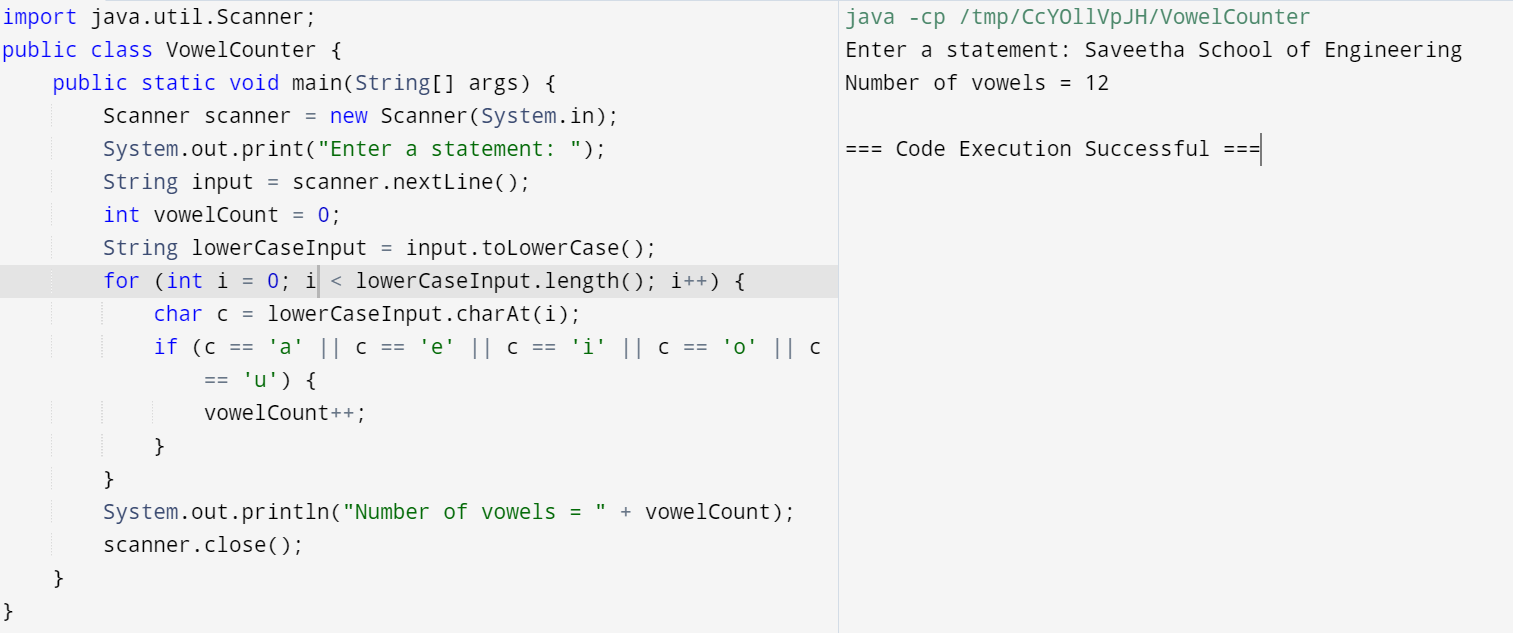 import java.util.Scanner;
public class VowelCounter {
    public static void main(String[] args) {
        Scanner scanner = new Scanner(System.in);
        System.out.print("Enter a statement: ");
        String input = scanner.nextLine();
        int vowelCount = 0;
        String lowerCaseInput = input.toLowerCase();
        for (int i = 0; i < lowerCaseInput.length(); i++) {
            char c = lowerCaseInput.charAt(i);
            if (c == 'a' || c == 'e' || c == 'i' || c == 'o' || c
                == 'u') {
                vowelCount++;
            }
        }
        System.out.println("Number of vowels = " + vowelCount);
        scanner.close();
    }
}
java -cp /tmp/CcYOllVpJH/VowelCounter
Enter a statement: Saveetha School of Engineering
Number of vowels = 12
=== Code Execution Successful ===